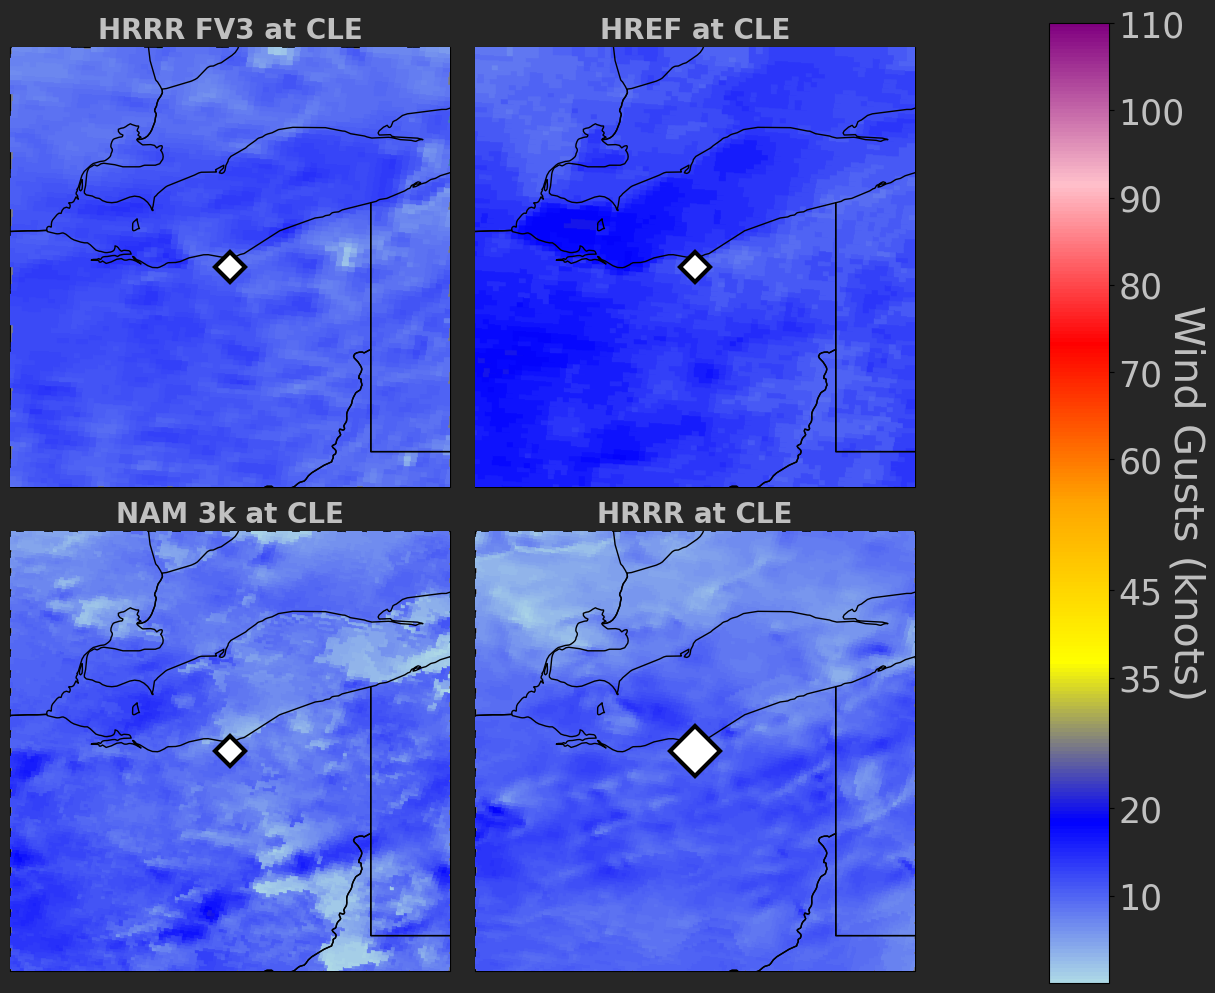 HRRR FV3 at CLE
HREF at CLE
NAM 3k at CLE
HRRR at CLE
110
100
90
80
70
60
45
35
20
10
Wind Gusts (knots)